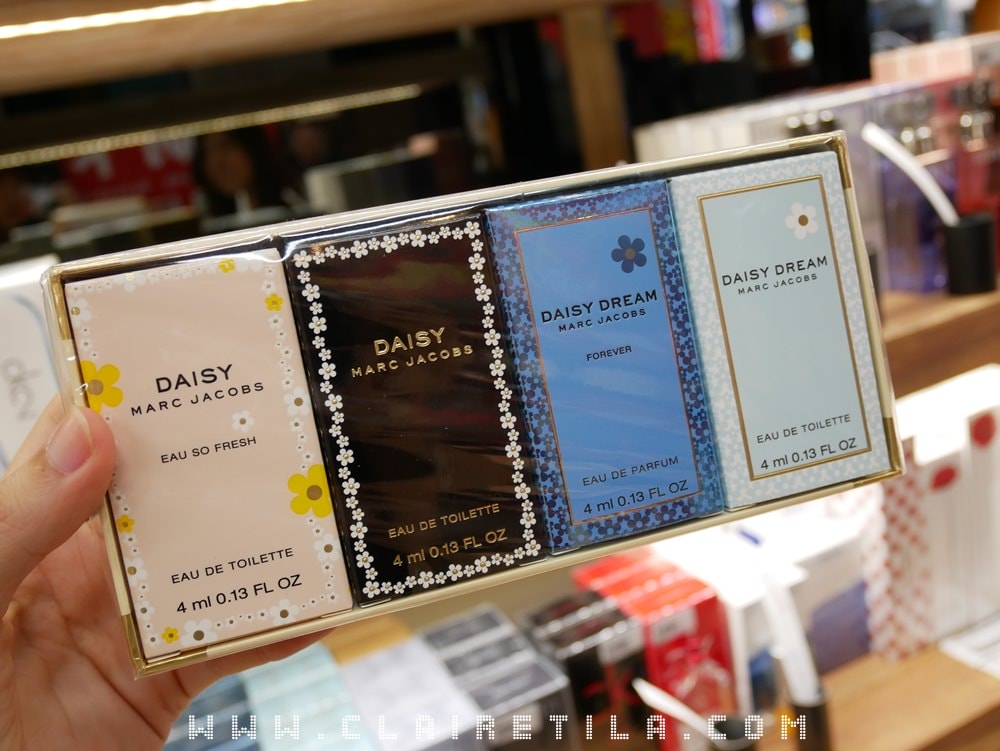 DAISY
MARC JACOBS
EAU SO FRESH
EAU DE TOILETTE
4 ml 0.13 FL OZ
DAISY
MARC JACOBS
EAU DE TOILETTE
4 ml 0.13 FL OZ
DAISY DREAM
MARC JACOBS
FOREVER
EAU DE PARFUM
4 ml 0.13 FL OZ
DAISY DREAM
MARC JACOBS
EAU DE TOILETTE
4 ml 0.13 FL OZ
WWW.CLAIRETILA.COM